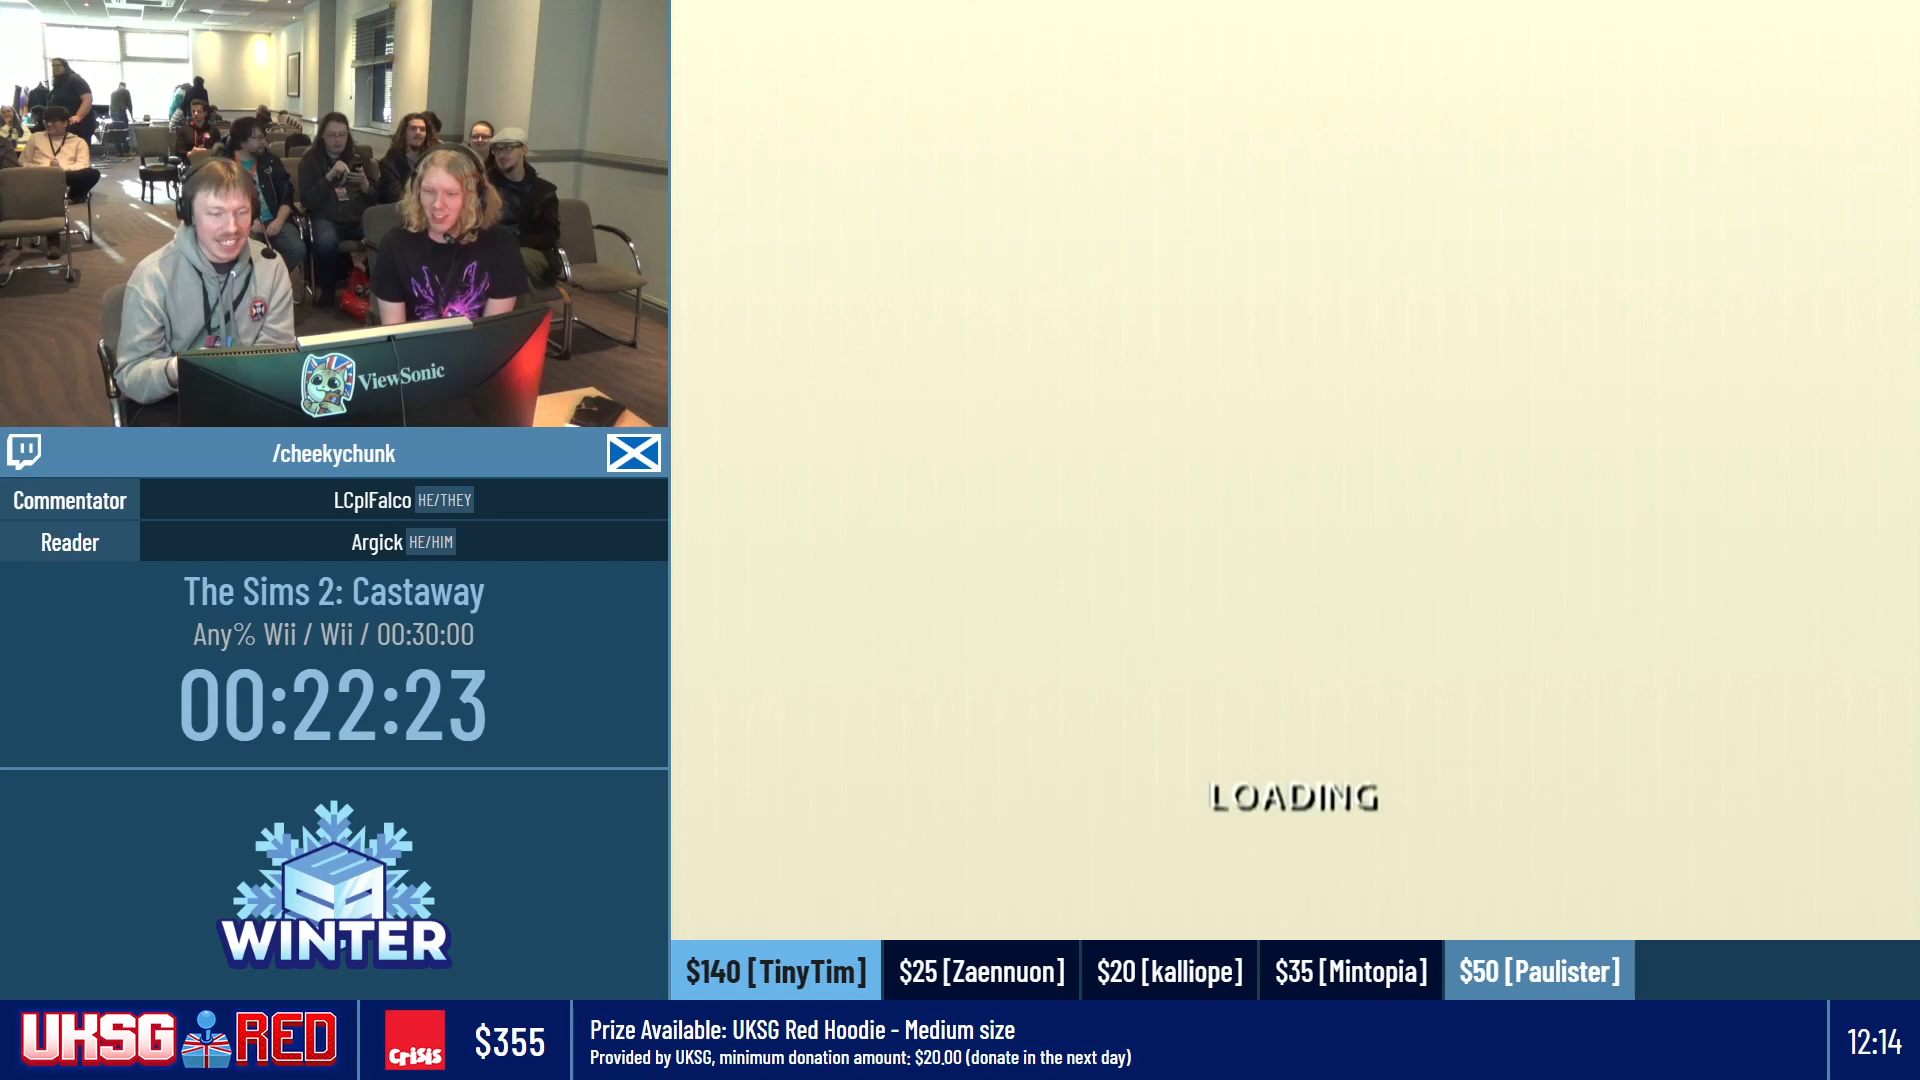 ViewSonic
/cheekychunk
Commentator
LCplFalco HE/THEY
Reader
Argick HE/HIM
The Sims 2: Castaway
Any% Wii / Wii / 00:30:00
00:22:23
WINTER
LOADING
$140 [TinyTim]
$25 [Zaennuon]
$20 [kalliope]
$35 [Mintopia]
$50 [Paulister]
UKSG RED
Crisis
$355
Prize Available: UKSG Red Hoodie - Medium size
Provided by UKSG, minimum donation amount: $20.00 (donate in the next day)
12:14